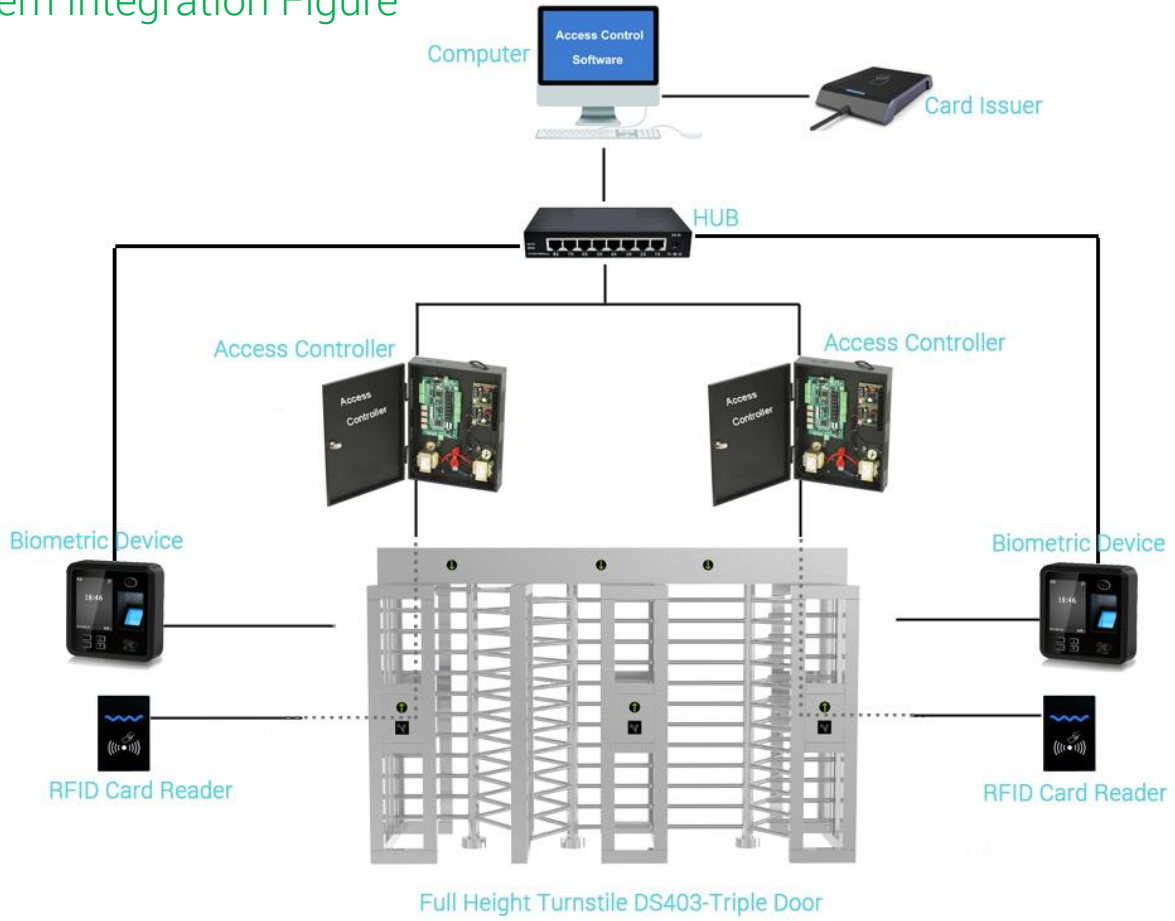 Integration Figure
Access Control
Software
Computer
Card Issuer
HUB
Access Controller
Access Controller
Access
Controller
Access
Controller
Biometric Device
Biometric Device
18:46
18:46
RFID Card Reader
RFID Card Reader
Full Height Turnstile DS403-Triple Door